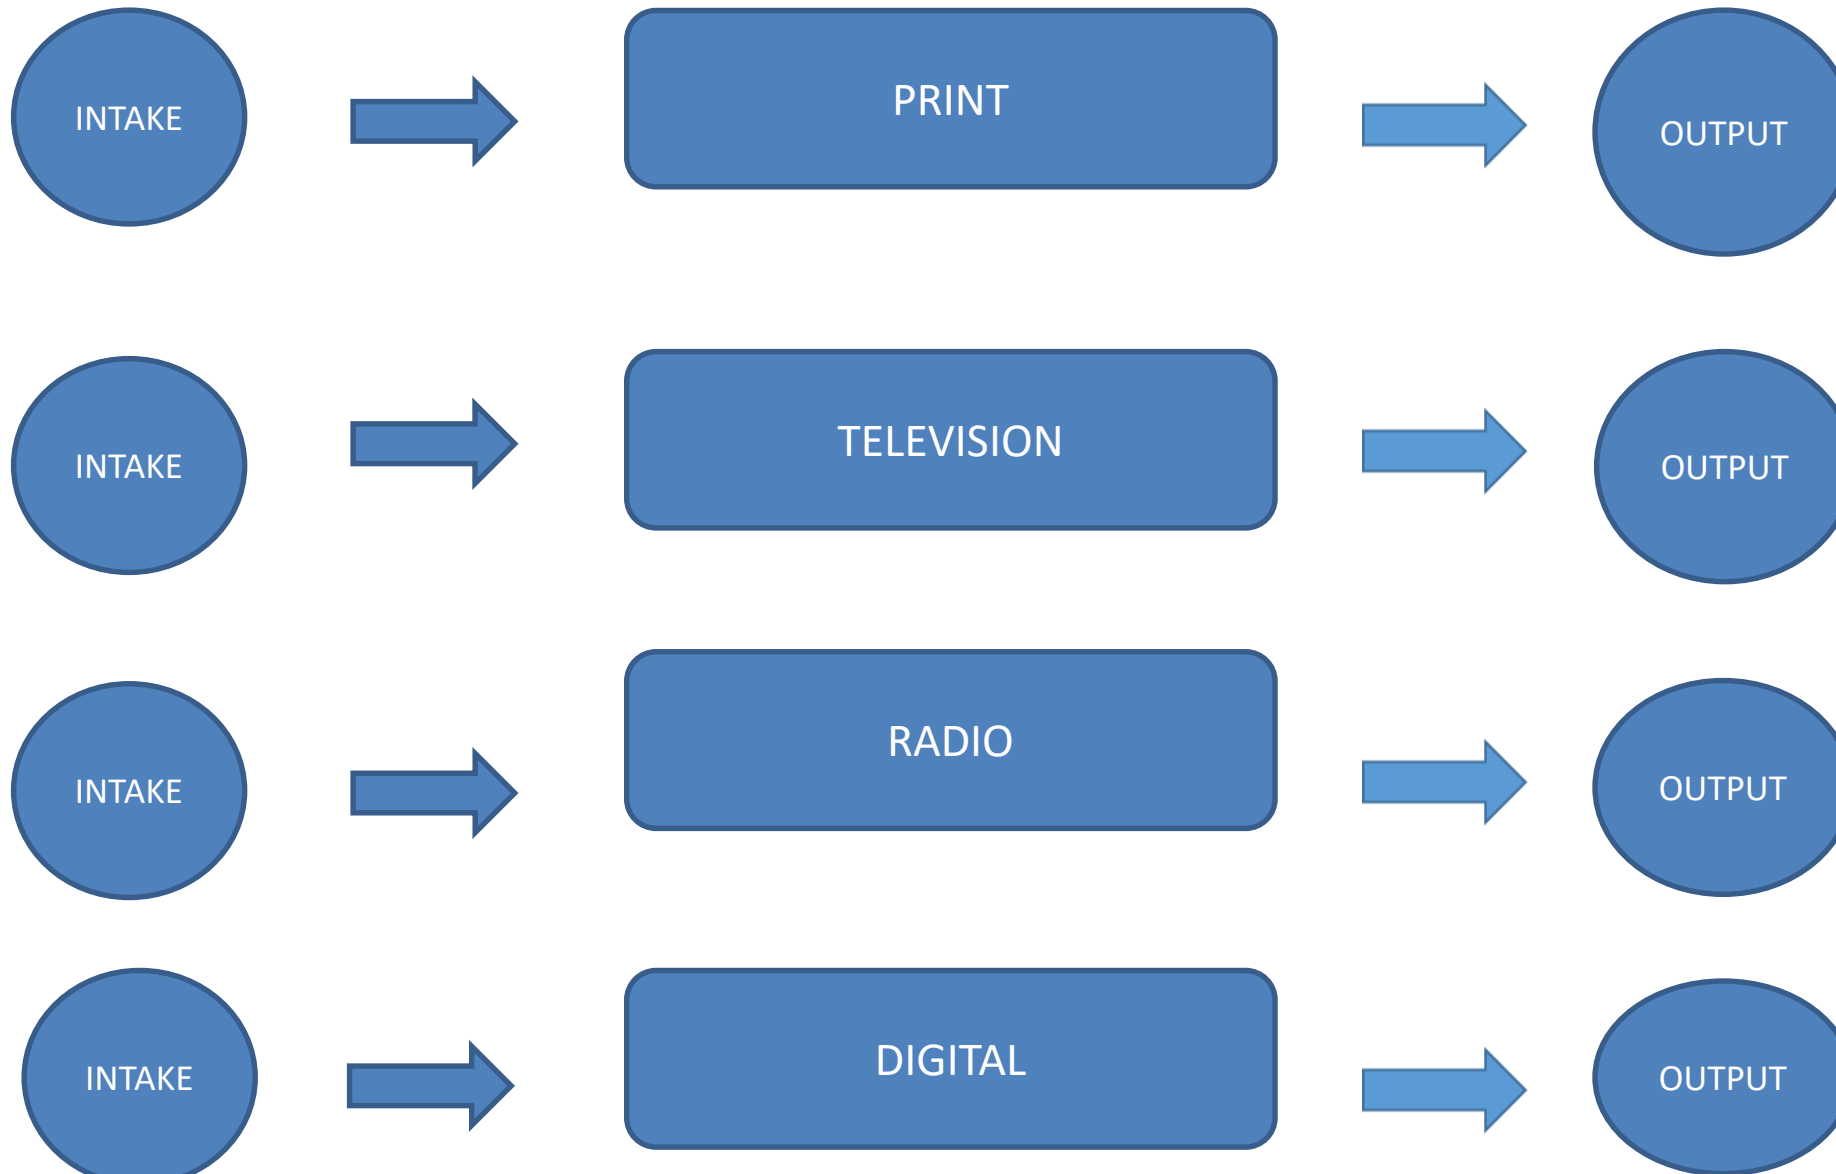 INTAKE
PRINT
OUTPUT
INTAKE
TELEVISION
OUTPUT
INTAKE
RADIO
OUTPUT
INTAKE
DIGITAL
OUTPUT